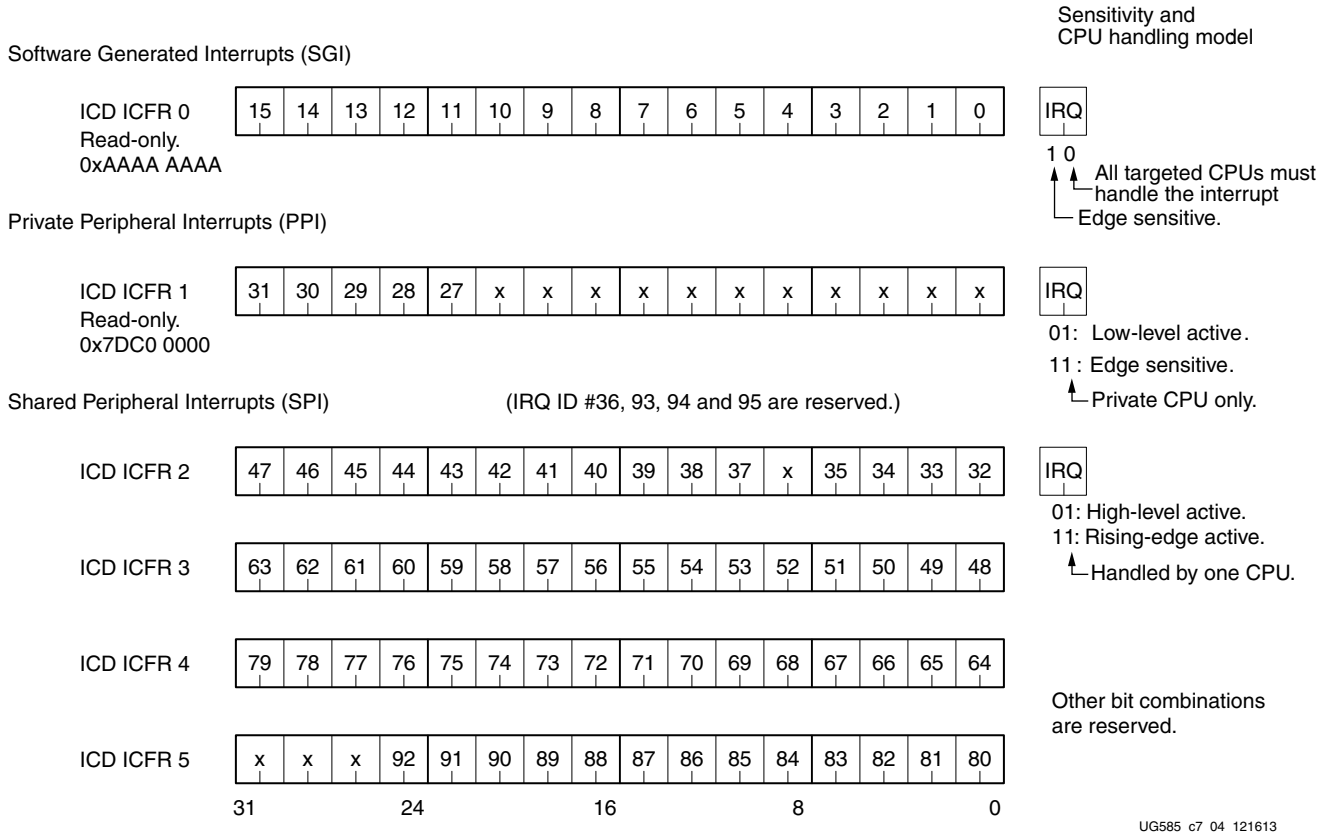 Sensitivity and
CPU handling model
Software Generated Interrupts (SGI)
ICD ICFR 0 15 14 13 12 11 10 9 8 7 6 5 4 3 2 1 0 IRQ
Read-only.
0xAAAA AAAA
1 0
All targeted CPUs must
handle the interrupt
Edge sensitive.
Private Peripheral Interrupts (PPI)
ICD ICFR 1 31 30 29 28 27 x x x x x x x x x x x IRQ
Read-only.
0x7DC0 0000
01: Low-level active.
11: Edge sensitive.
Private CPU only.
Shared Peripheral Interrupts (SPI) (IRQ ID #36, 93, 94 and 95 are reserved.)
ICD ICFR 2 47 46 45 44 43 42 41 40 39 38 37 x 35 34 33 32 IRQ
01: High-level active.
11: Rising-edge active.
Handled by one CPU.
ICD ICFR 3 63 62 61 60 59 58 57 56 55 54 53 52 51 50 49 48
ICD ICFR 4 79 78 77 76 75 74 73 72 71 70 69 68 67 66 65 64
Other bit combinations
are reserved.
ICD ICFR 5 x x x 92 91 90 89 88 87 86 85 84 83 82 81 80
31 24 16 8 0
UG585_c7_04_121613